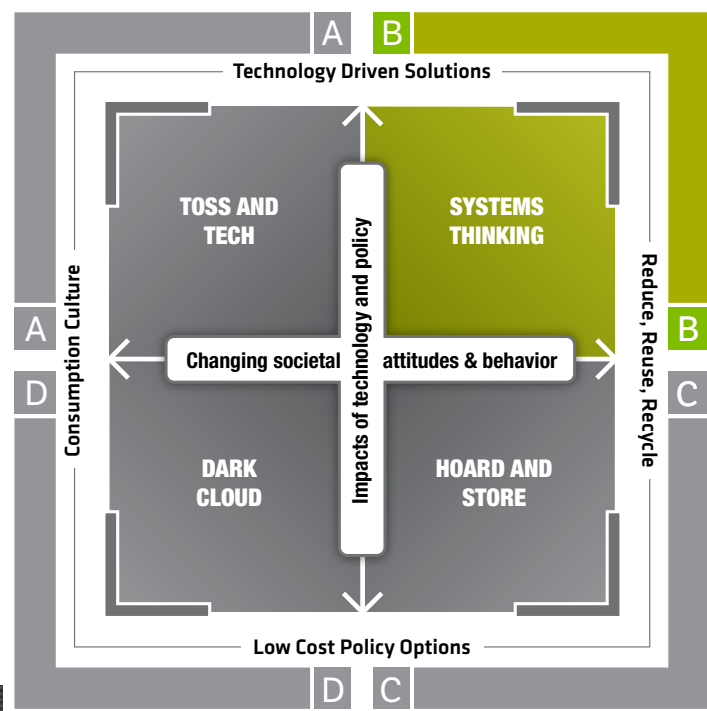 A
B
Technology Driven Solutions
TOSS AND
TECH
SYSTEMS
THINKING
Impacts of technology and policy
Consumption Culture
Reduce, Reuse, Recycle
A
B
Changing societal attitudes & behavior
D
C
DARK
CLOUD
HOARD AND
STORE
Low Cost Policy Options
D
C